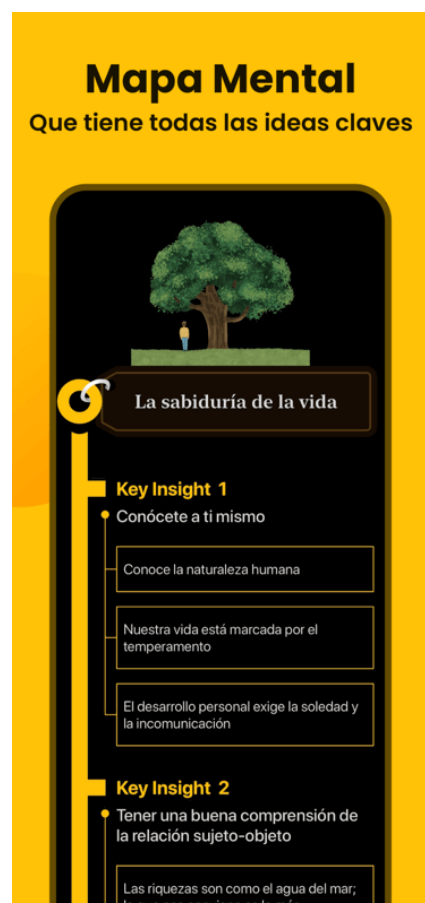 Mapa Mental
Que tiene todas las ideas claves
La sabiduría de la vida
Key Insight 1
Conócete a ti mismo
Conoce la naturaleza humana
Nuestra vida está marcada por el
temperamento
El desarrollo personal exige la soledad y
la incomunicación
Key Insight 2
Tener una buena comprensión de
la relación sujeto-objeto
Las riquezas son como el agua del mar;